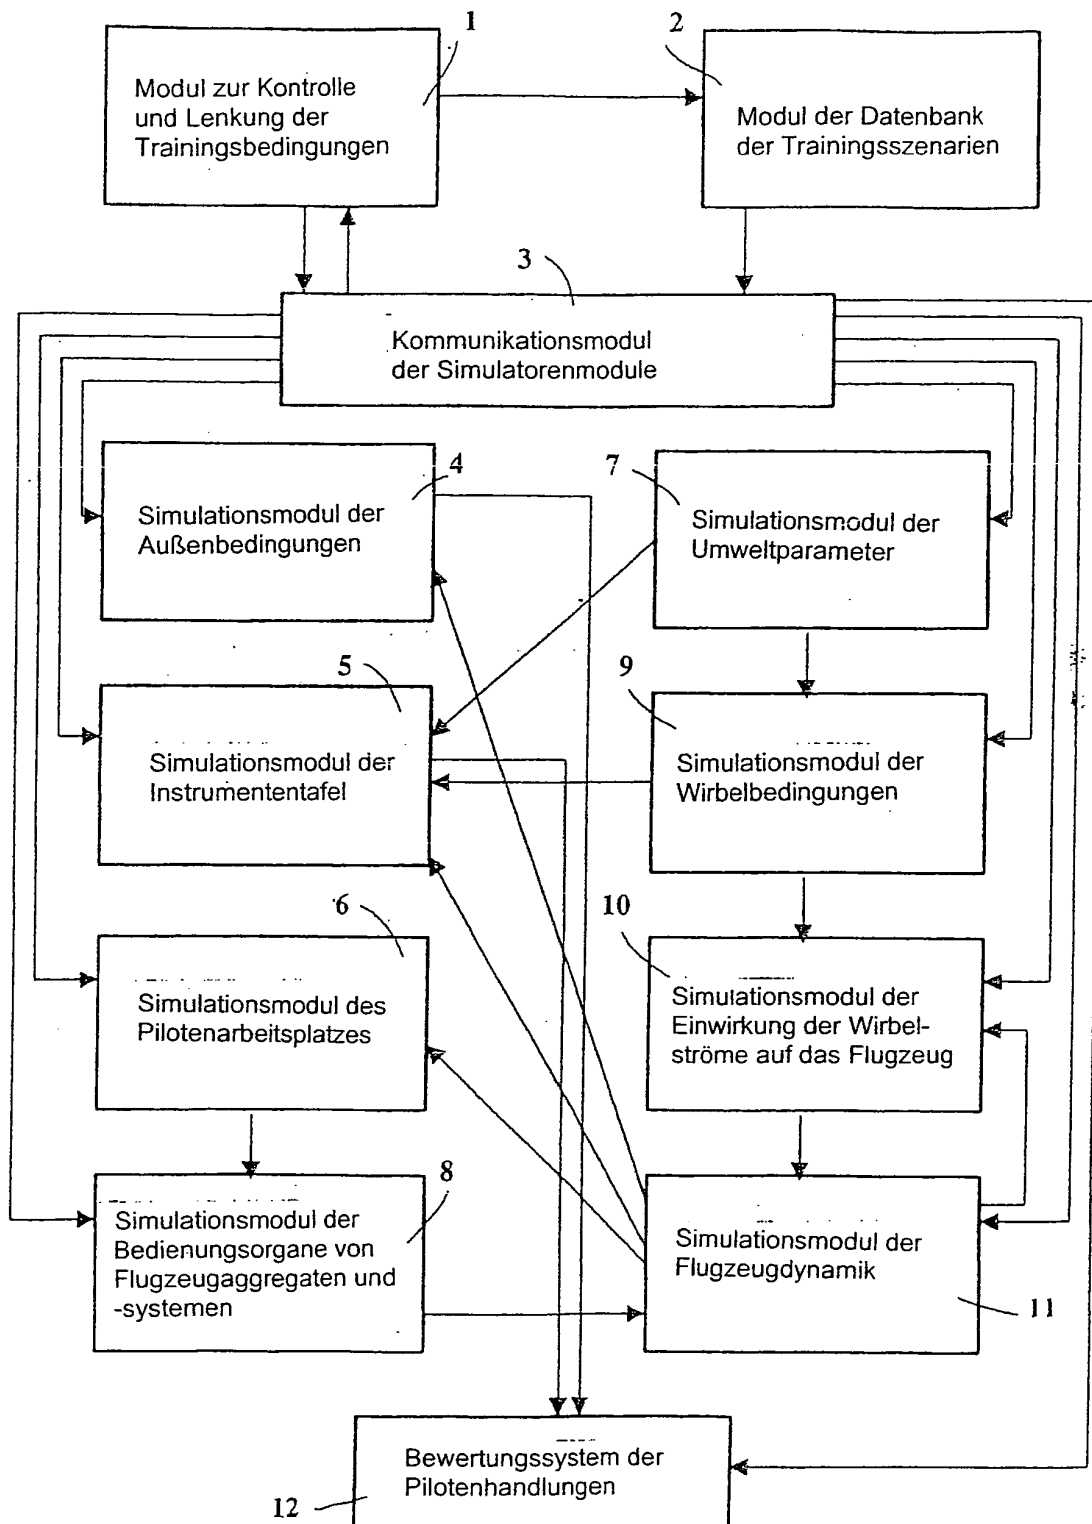 1
2
Modul zur Kontrolle
und Lenkung der
Trainingsbedingungen
Modul der Datenbank
der Trainingsszenarien
3
Kommunikationsmodul
der Simulatorenmodule
4
Simulationsmodul der
Außenbedingungen
7
Simulationsmodul der
Umweltparameter
5
Simulationsmodul der
Instrumententafel
9
Simulationsmodul der
Wirbelbedingungen
6
Simulationsmodul des
Pilotenarbeitsplatzes
10
Simulationsmodul der
Einwirkung der Wirbel-
ströme auf das Flugzeug
8
Simulationsmodul der
Bedienungsorgane von
Flugzeugaggregaten und
-systemen
Simulationsmodul der
Flugzeugdynamik
11
Bewertungssystem der
Pilotenhandlungen
12